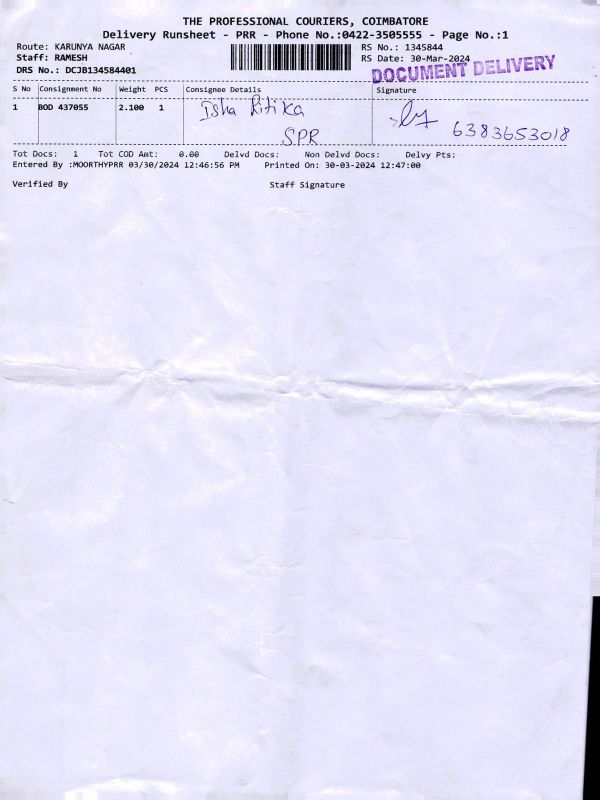 THE PROFESSIONAL COURIERS, COIMBATORE
Delivery Runsheet - PRR - Phone No.:0422-3505555 - Page No.:1
Route: KARUNYA NAGAR RS No.: 1345844
Staff: RAMESH RS Date: 30-Mar-2024
DRS No.: DCJB134584401 DOCUMENT DELIVERY
S No Consignment No Weight PCS Consignee Details Signature
1 BOD 437055 2.100 1 Isha Ritika
SPR 6383653018
Tot Docs: 1 Tot COD Amt: 0.00 Delvd Docs: Non Delvd Docs: Delvy Pts:
Entered By :MOORTHYPRR 03/30/2024 12:46:56 PM Printed On: 30-03-2024 12:47:00
Verified By Staff Signature